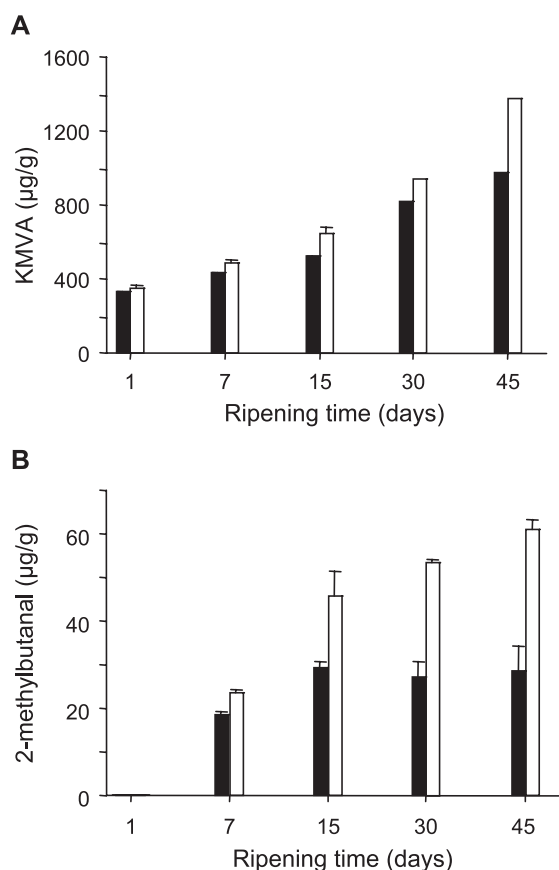 A
1600
1200
800
400
0
KMVA (µg/g)
1 7 15 30 45
Ripening time (days)
B
60
40
20
0
2-methylbutanal (µg/g)
1 7 15 30 45
Ripening time (days)